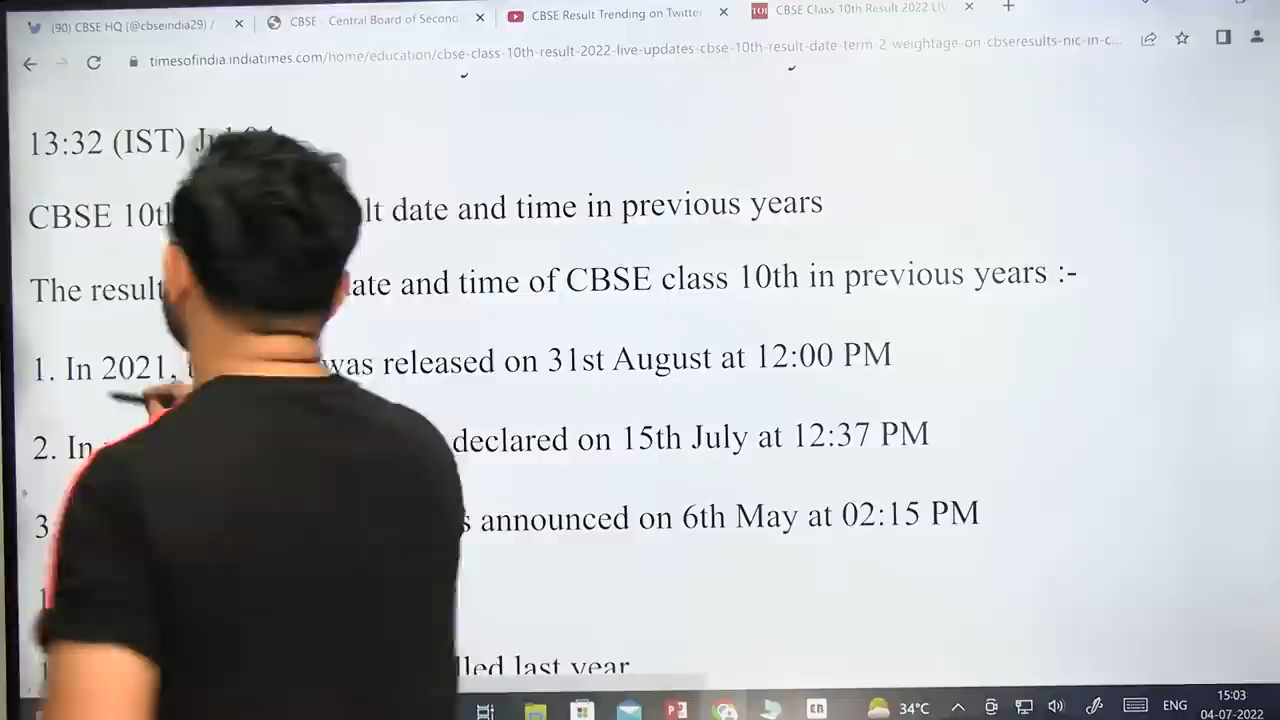 (90) CBSE HQ (@cbseindia29) /
CBSE - Central Board of Second
CBSE Result Trending on Twitter
TOI CBSE Class 10th Result 2022 LIV
timesofindia.indiatimes.com/home/education/cbse-class-10th-result-2022-live-updates-cbse-10th-result-date-term-2-weightage-on-cbseresults-nic-in-c...
13:32 (IST)
CBSE 10th lt date and time in previous years
The result ate and time of CBSE class 10th in previous years :-
1. In 2021, was released on 31st August at 12:00 PM
2. In declared on 15th July at 12:37 PM
3 s announced on 6th May at 02:15 PM
lled last year
34°C ENG 15:03
04-07-2022